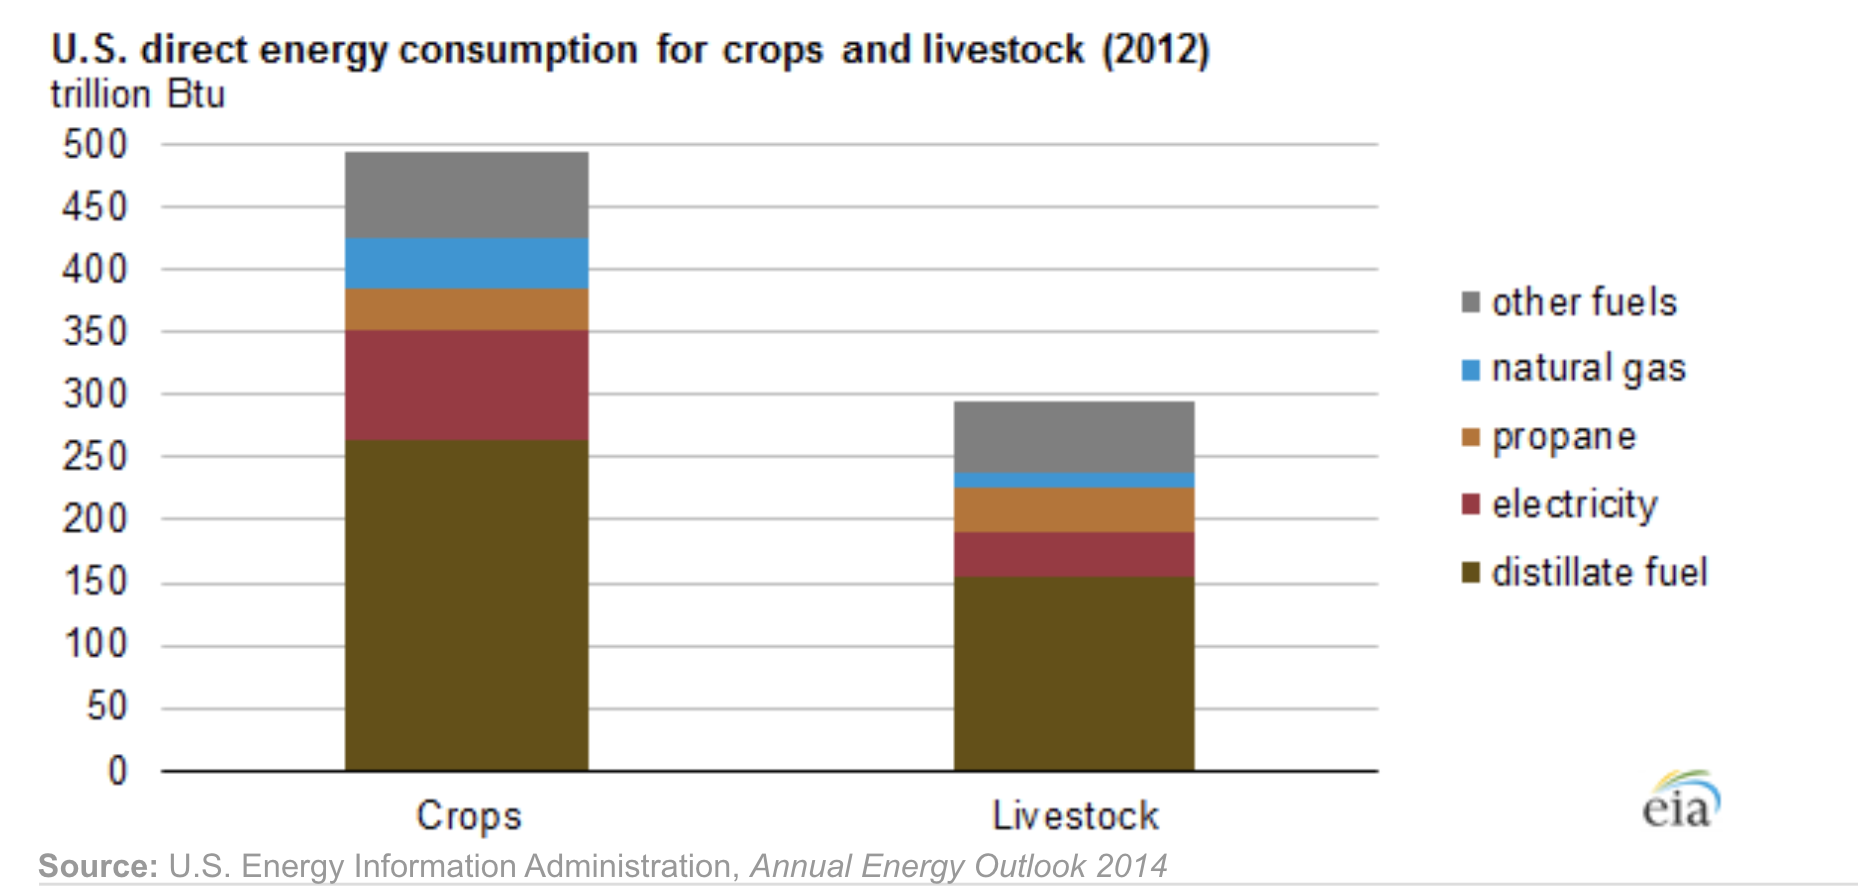 U.S. direct energy consumption for crops and livestock (2012)
trillion Btu
500
450
400
350
300
250
200
150
100
50
0
other fuels
natural gas
propane
electricity
distillate fuel
Crops
Livestock
eia
Source: U.S. Energy Information Administration, Annual Energy Outlook 2014